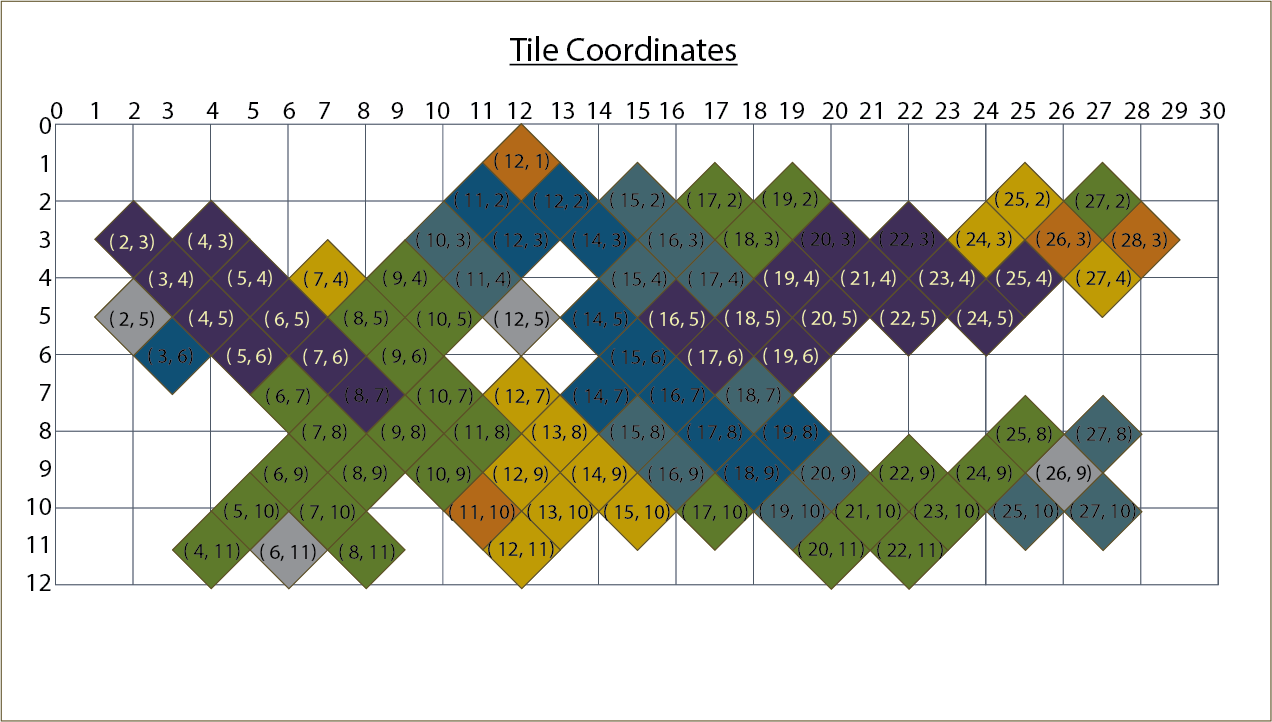 Tile Coordinates
0 1 2 3 4 5 6 7 8 9 10 11 12 13 14 15 16 17 18 19 20 21 22 23 24 25 26 27 28 29 30
0
1 ( 12, 1)
2 (11, 2) (12, 2) (15, 2) (17, 2) (19, 2) (25, 2) (27, 2)
3 ( 2, 3) ( 4, 3) (10, 3) (12, 3) (14, 3) (16, 3) (18, 3) (20, 3) (22, 3) (24, 3) (26, 3) (28, 3)
4 (3, 4) (5, 4) (7, 4) (9, 4) (11, 4) (15, 4) (17, 4) (19, 4) (21, 4) (23, 4) (25, 4) (27, 4)
5 (2, 5) (4, 5) (6, 5) (8, 5) (10, 5) (12, 5) (14, 5) (16, 5) (18, 5) (20, 5) (22, 5) (24, 5)
6 (3, 6) (5, 6) (7, 6) (9, 6) (15, 6) (17, 6) (19, 6)
7 (6, 7) (8, 7) (10, 7) (12, 7) (14, 7) (16, 7) (18, 7)
8 (7, 8) (9, 8) (11, 8) (13, 8) (15, 8) (17, 8) (19, 8) (25, 8) (27, 8)
9 (6, 9) (8, 9) (10, 9) (12, 9) (14, 9) (16, 9) (18, 9) (20, 9) (22, 9) (24, 9) (26, 9)
10 (5, 10) (7, 10) (11, 10) (13, 10) (15, 10) (17, 10) (19, 10) (21, 10) (23, 10) (25, 10) (27, 10)
11 (4, 11) (6, 11) (8, 11) (12, 11) (20, 11) (22, 11)
12